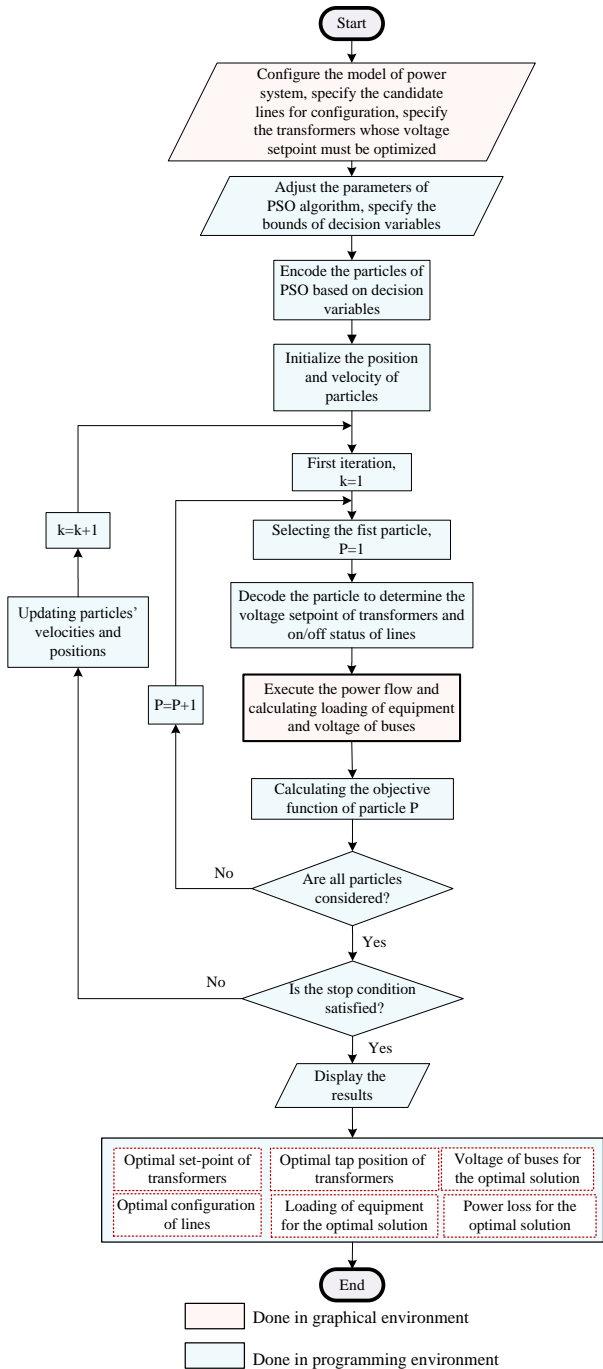 Start
Configure the model of power
system, specify the candidate
lines for configuration, specify
the transformers whose voltage
setpoint must be optimized
Adjust the parameters of
PSO algorithm, specify the
bounds of decision variables
Encode the particles of
PSO based on decision
variables
Initialize the position
and velocity of
particles
First iteration,
k=1
k=k+1
Selecting the fist particle,
P=1
Decode the particle to determine the
voltage setpoint of transformers and
on/off status of lines
Updating particles’
velocities and
positions
P=P+1
Execute the power flow and
calculating loading of equipment
and voltage of buses
Calculating the objective
function of particle P
No
Are all particles
considered?
Yes
No
Is the stop condition
satisfied?
Yes
Display the
results
Optimal set-point of
transformers
Optimal tap position of
transformers
Voltage of buses for
the optimal solution
Optimal configuration
of lines
Loading of equipment
for the optimal solution
Power loss for the
optimal solution
End
Done in graphical environment
Done in programming environment